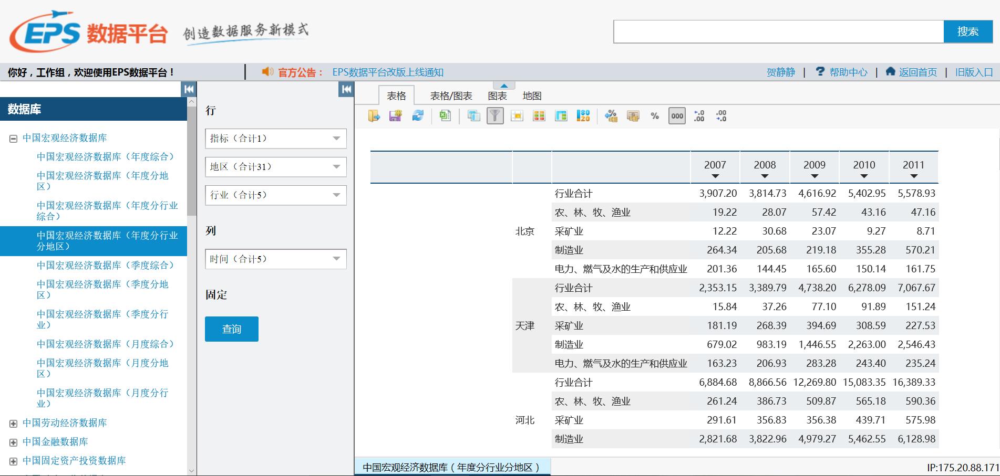 EPS 数据平台 创造数据服务新模式
搜索
你好，工作组，欢迎使用EPS数据平台！
官方公告： EPS数据平台改版上线通知
贺静静 | 帮助中心 | 返回首页 | 旧版入口
数据库
中国宏观经济数据库
中国宏观经济数据库（年度综合）
中国宏观经济数据库（年度分地
区）
中国宏观经济数据库（年度分行业
综合）
中国宏观经济数据库（年度分行业
分地区）
中国宏观经济数据库（季度综合）
中国宏观经济数据库（季度分地
区）
中国宏观经济数据库（季度分行
业）
中国宏观经济数据库（月度综合）
中国宏观经济数据库（月度分地
区）
中国宏观经济数据库（月度分行
业）
中国劳动经济数据库
中国金融数据库
中国固定资产投资数据库
行
指标（合计1）
地区（合计31）
行业（合计5）
列
时间（合计5）
固定
查询
表格 表格/图表 图表 地图
80 20 % % 000 .0 .00 .00 .0
2007 2008 2009 2010 2011
北京
行业合计 3,907.20 3,814.73 4,616.92 5,402.95 5,578.93
农、林、牧、渔业 19.22 28.07 57.42 43.16 47.16
采矿业 12.22 30.68 23.07 9.27 8.71
制造业 264.34 205.68 219.18 355.28 570.21
电力、燃气及水的生产和供应业 201.36 144.45 165.60 150.14 161.75
天津
行业合计 2,353.15 3,389.79 4,738.20 6,278.09 7,067.67
农、林、牧、渔业 15.84 37.26 77.10 91.89 151.24
采矿业 181.19 268.39 394.69 308.59 227.53
制造业 679.02 983.19 1,446.55 2,263.00 2,546.43
电力、燃气及水的生产和供应业 163.23 206.93 283.28 243.40 235.24
河北
行业合计 6,884.68 8,866.56 12,269.80 15,083.35 16,389.33
农、林、牧、渔业 261.24 386.73 509.87 565.18 590.36
采矿业 291.61 356.83 356.38 439.71 575.98
制造业 2,821.68 3,822.96 4,979.27 5,462.55 6,128.98
中国宏观经济数据库（年度分行业分地区）
IP:175.20.88.171